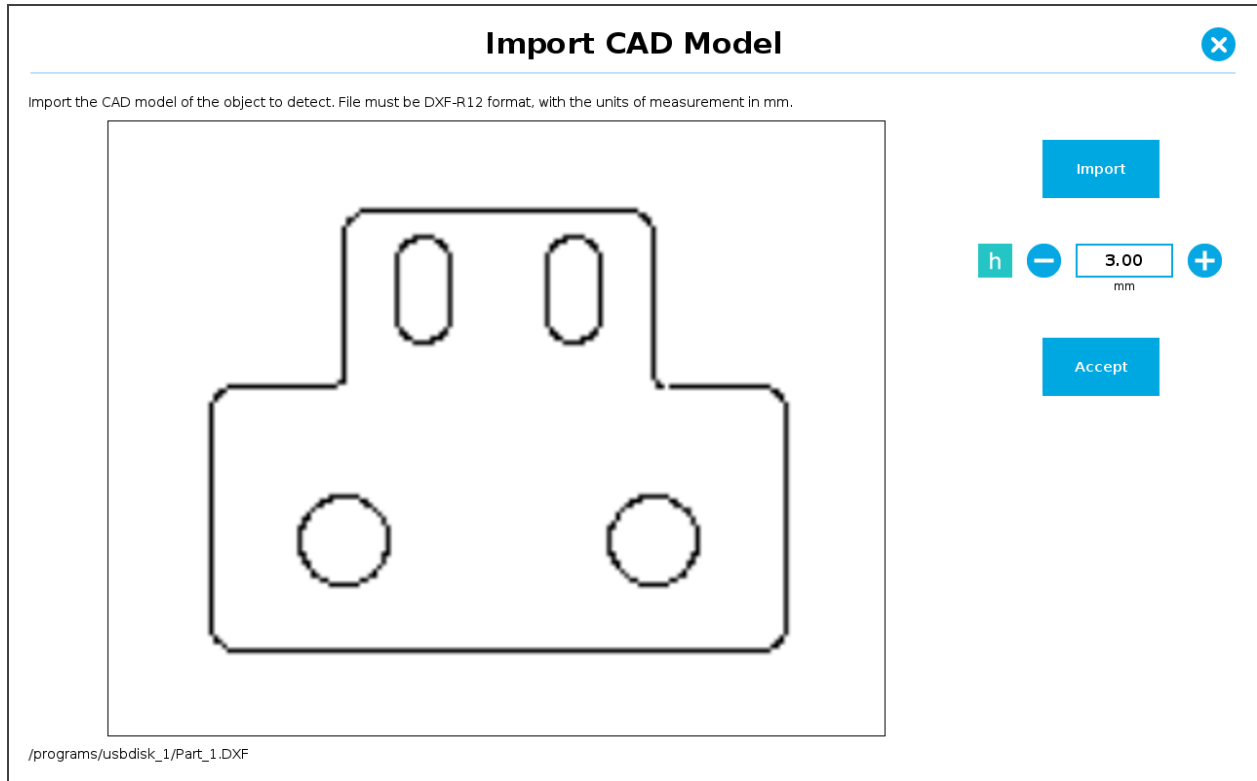 Import CAD Model
Import the CAD model of the object to detect. File must be DXF-R12 format, with the units of measurement in mm.
Import
h 3.00
mm
Accept
/programs/usbdisk_1/Part_1.DXF